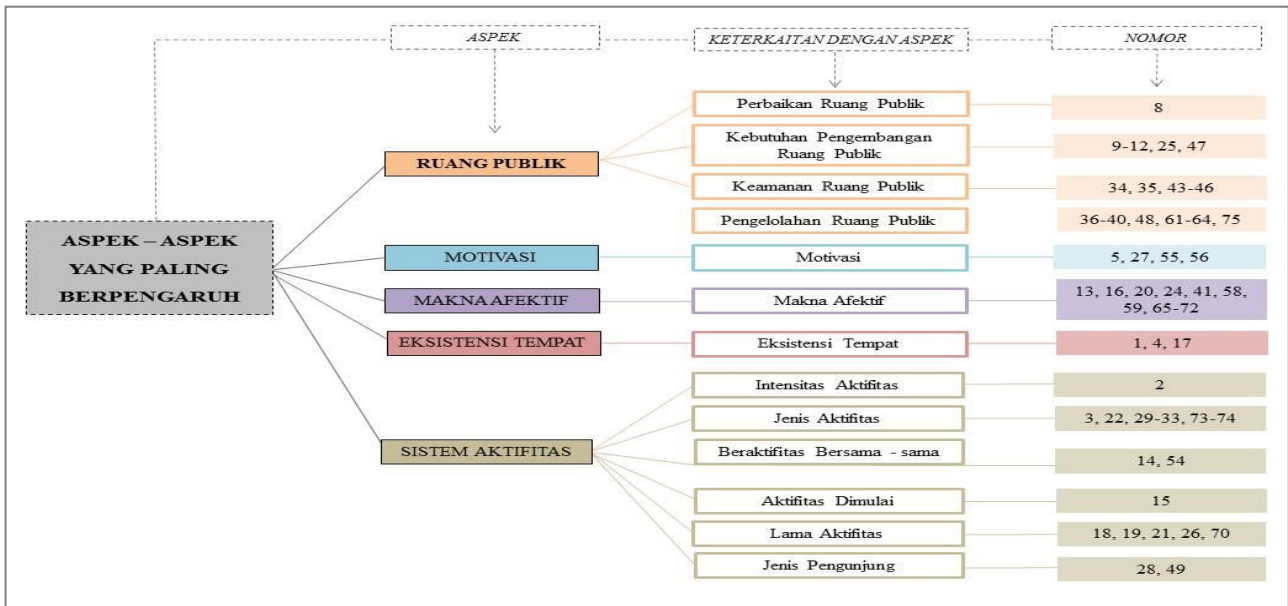 ASPEK
KETERKAITAN DENGAN ASPEK
NOMOR
ASPEK – ASPEK
YANG PALING
BERPENGARUH
RUANG PUBLIK
Perbaikan Ruang Publik
8
Kebutuhan Pengembangan
Ruang Publik
9-12, 25, 47
Keamanan Ruang Publik
34, 35, 43-46
Pengelolahan Ruang Publik
36-40, 48, 61-64, 75
MOTIVASI
Motivasi
5, 27, 55, 56
MAKNA AFEKTIF
Makna Afektif
13, 16, 20, 24, 41, 58,
59, 65-72
EKSISTENSI TEMPAT
Eksistensi Tempat
1, 4, 17
SISTEM AKTIFITAS
Intensitas Aktifitas
2
Jenis Aktifitas
3, 22, 29-33, 73-74
Beraktifitas Bersama - sama
14, 54
Aktifitas Dimulai
15
Lama Aktifitas
18, 19, 21, 26, 70
Jenis Pengunjung
28, 49